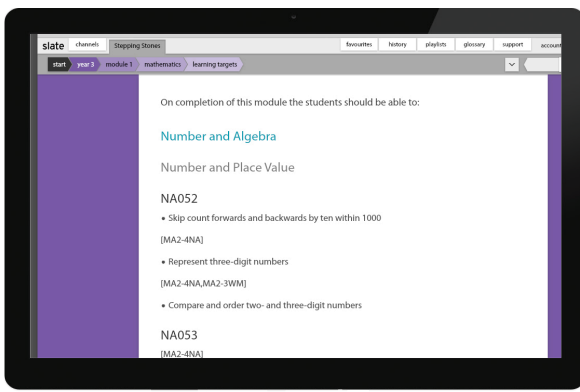 slate channels Stepping Stones favourites history playlists glossary support account
start year 3 module 1 mathematics learning targets
On completion of this module the students should be able to:
Number and Algebra
Number and Place Value
NA052
• Skip count forwards and backwards by ten within 1000
[MA2-4NA]
• Represent three-digit numbers
[MA2-4NA,MA2-3WM]
• Compare and order two- and three-digit numbers
NA053
[MA2-4NA]